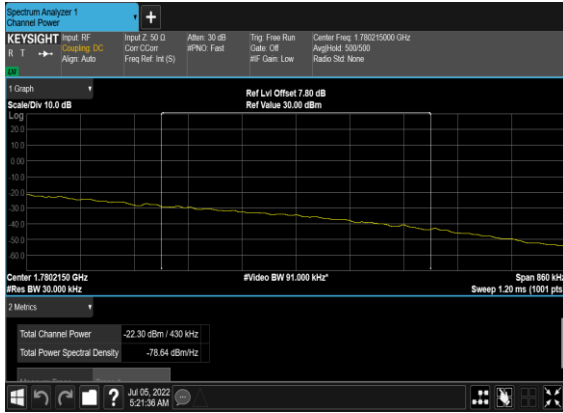 Spectrum Analyzer 1
Channel Power
+
KEYSIGHT Input: RF Input Z: 50 Ω Atten: 30 dB Trig: Free Run Center Freq: 1.780215000 GHz
R T Coupling: DC Corr CCorr #PNO: Fast Gate: Off Avg|Hold: 500/500
Align: Auto Freq Ref: Int (S) #IF Gain: Low Radio Std: None
1 Graph
Ref Lvl Offset 7.80 dB
Scale/Div 10.0 dB Ref Value 30.00 dBm
Log
20.0
10.0
0.00
-10.0
-20.0
-30.0
-40.0
-50.0
-60.0
Center 1.7802150 GHz #Video BW 91.000 kHz* Span 860 kHz
#Res BW 30.000 kHz Sweep 1.20 ms (1001 pts
2 Metrics
Total Channel Power -22.30 dBm / 430 kHz
Total Power Spectral Density -78.64 dBm/Hz
? Jul 05, 2022
5:21:36 AM